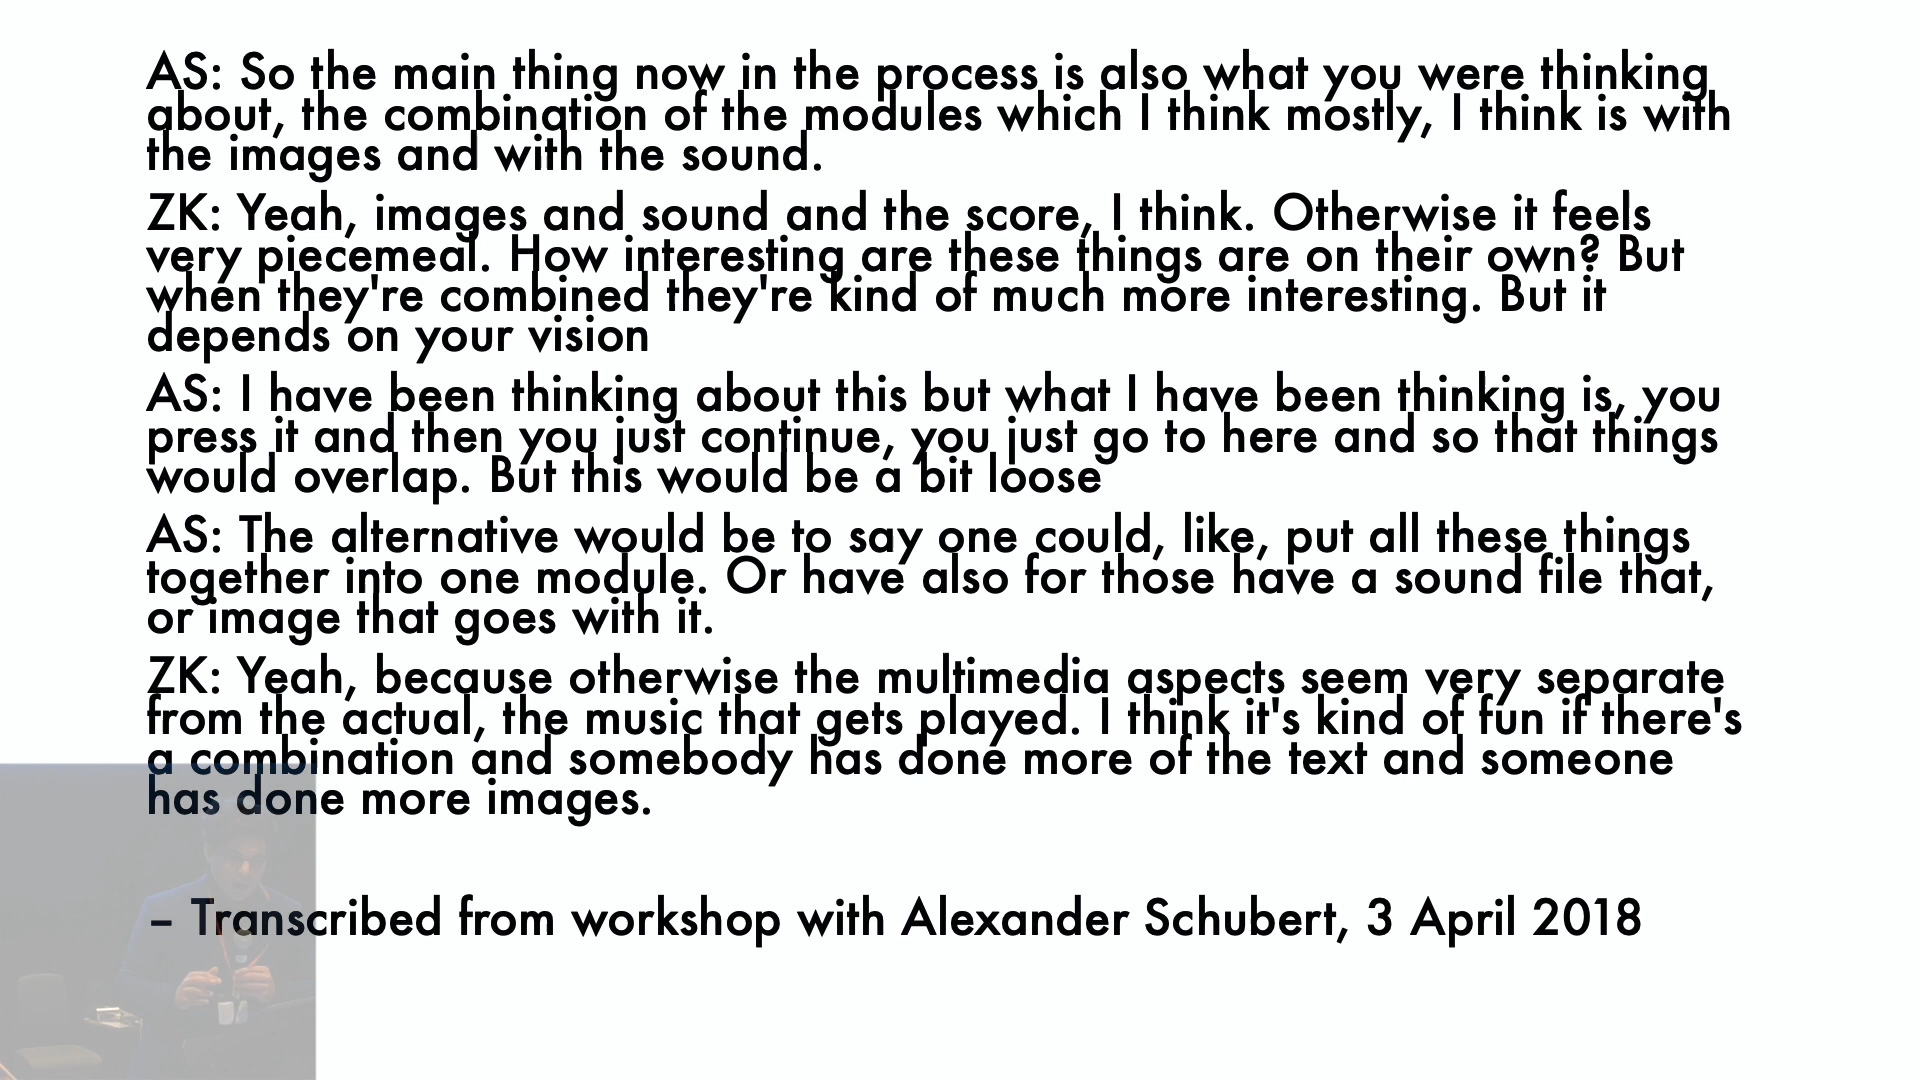 AS: So the main thing now in the process is also what you were thinking
about, the combination of the modules which I think mostly, I think is with
the images and with the sound.
ZK: Yeah, images and sound and the score, I think. Otherwise it feels
very piecemeal. How interesting are these things are on their own? But
when they're combined they're kind of much more interesting. But it
depends on your vision
AS: I have been thinking about this but what I have been thinking is, you
press it and then you just continue, you just go to here and so that things
would overlap. But this would be a bit loose
AS: The alternative would be to say one could, like, put all these things
together into one module. Or have also for those have a sound file that,
or image that goes with it.
ZK: Yeah, because otherwise the multimedia aspects seem very separate
from the actual, the music that gets played. I think it's kind of fun if there's
a combination and somebody has done more of the text and someone
has done more images.
– Transcribed from workshop with Alexander Schubert, 3 April 2018